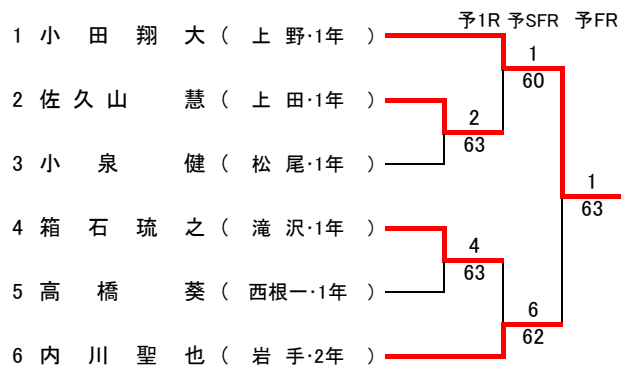 予1R 予SFR 予FR
1 小 田 翔 大 ( 上 野・1年 )
1
60
2 佐 久 山 慧 ( 上 田・1年 )
2
63
3 小 泉 健 ( 松 尾・1年 )
1
63
4 箱 石 琉 之 ( 滝 沢・1年 )
4
63
5 高 橋 葵 ( 西根一・1年 )
6
62
6 内 川 聖 也 ( 岩 手・2年 )